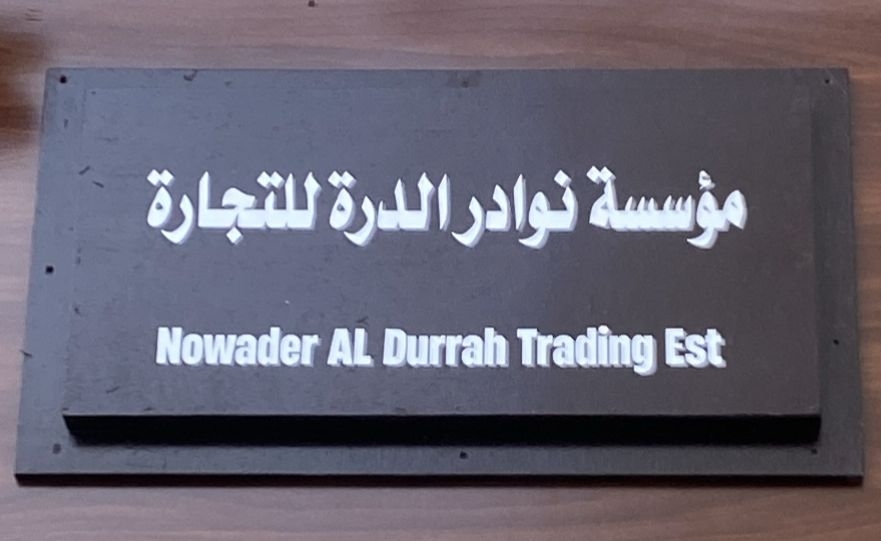 مؤسسة نوادر الدرة للتجارة
Nowader AL Durrah Trading Est